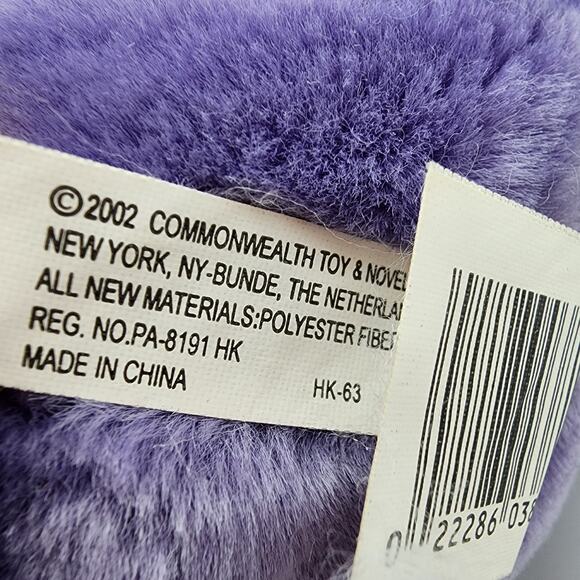 ©2002 COMMONWEALTH TOY & NOVEL
NEW YORK, NY-BUNDE, THE NETHERLA
ALL NEW MATERIALS:POLYESTER FIBE
REG. NO.PA-8191 HK
MADE IN CHINA HK-63
0 22286 03